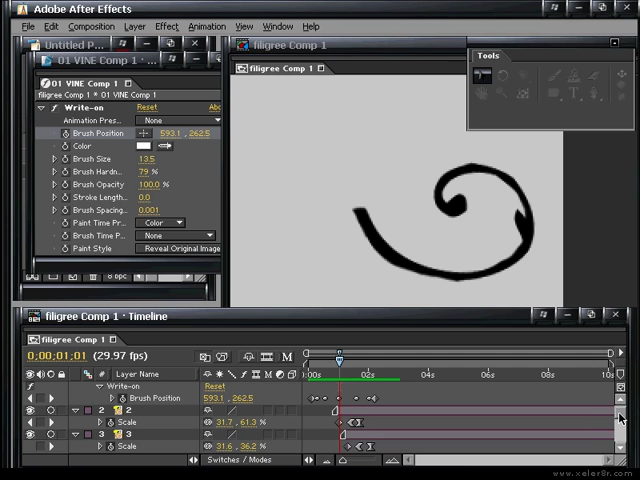 Adobe After Effects
File Edit Composition Layer Effect Animation View Window Help
Untitled P...
01 VINE Comp 1 · ...
01 VINE Comp 1
filigree Comp 1 * 01 VINE Comp 1
Write-on Reset Abc
Animation Pres... None
Brush Position 593.1 , 262.5
Color
Brush Size 13.5
Brush Hardn... 79 %
Brush Opacity 100.0 %
Stroke Length... 0.0
Brush Spacing... 0.001
Paint Time Pr... Color
Brush Time P... None
Paint Style Reveal Original Image
8 bpc
filigree Comp 1
filigree Comp 1
Tools
filigree Comp 1 · Timeline
filigree Comp 1
0;00;01;01 (29.97 fps)
M
# Layer Name
:00s 02s 04s 06s 08s 10s
Write-on Reset
Brush Position 593.1 , 262.5
2 2
Scale 31.7 , 61.3 %
3 3
Scale 31.6 , 36.2 %
Switches / Modes
www.xeler8r.com